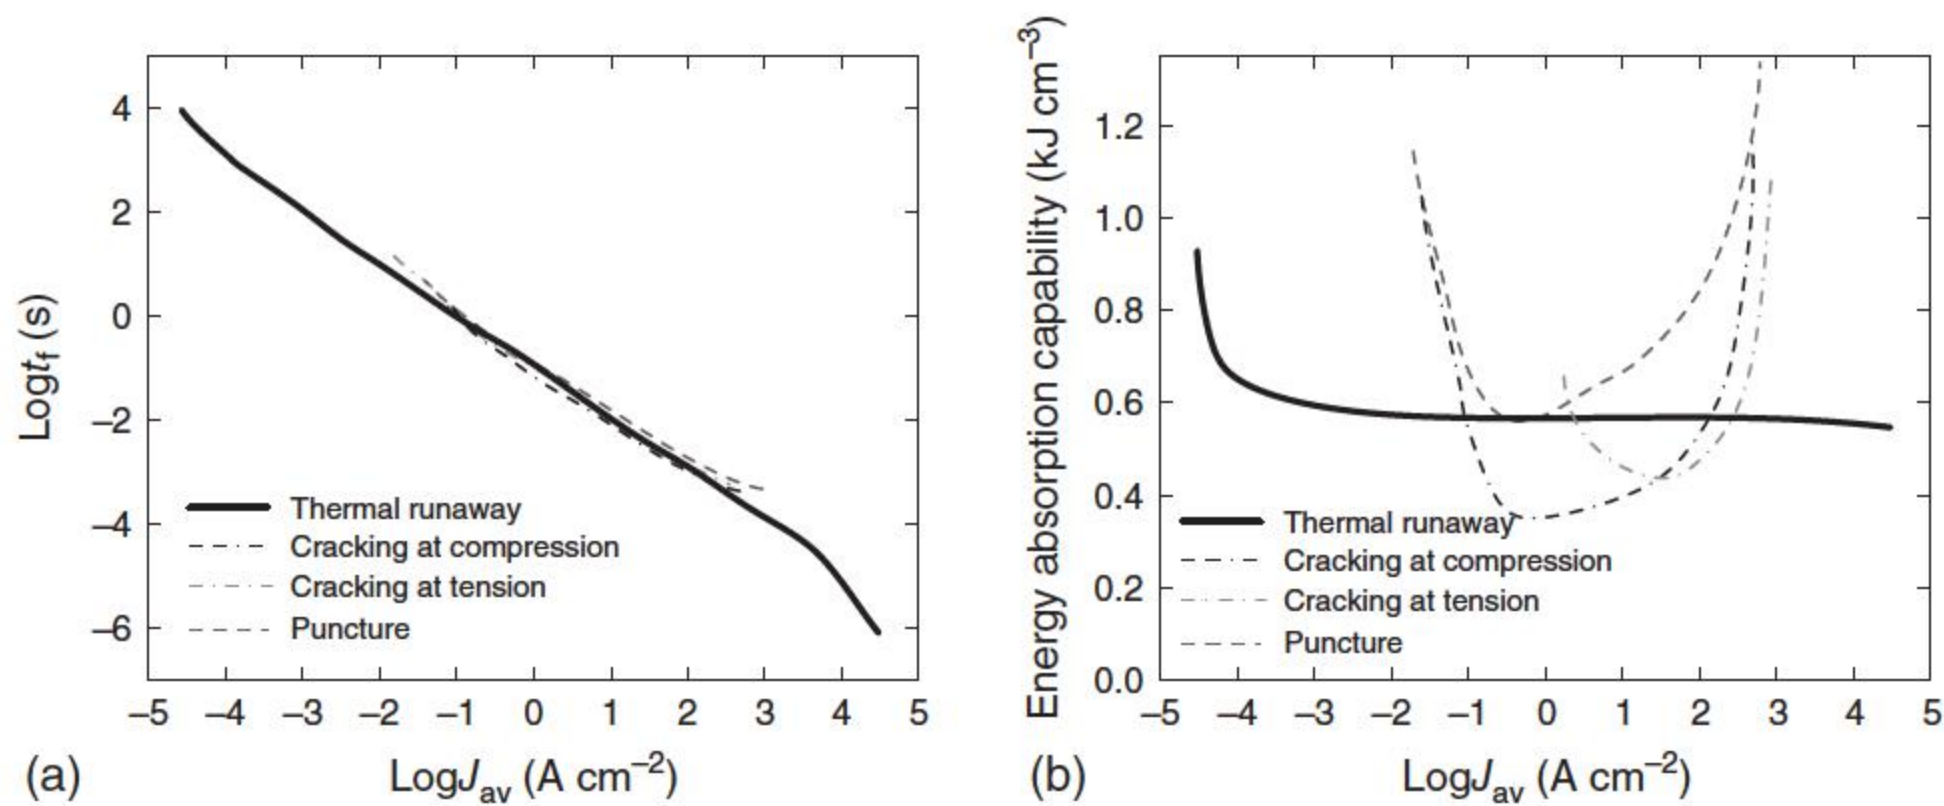 Logtf (s)
4
2
0
–2
–4
–6
Thermal runaway
Cracking at compression
Cracking at tension
Puncture
–5 –4 –3 –2 –1 0 1 2 3 4 5
(a)
LogJav (A cm–2)
Energy absorption capability (kJ cm–3)
1.2
1.0
0.8
0.6
0.4
0.2
0.0
Thermal runaway
Cracking at compression
Cracking at tension
Puncture
–5 –4 –3 –2 –1 0 1 2 3 4 5
(b)
LogJav (A cm–2)